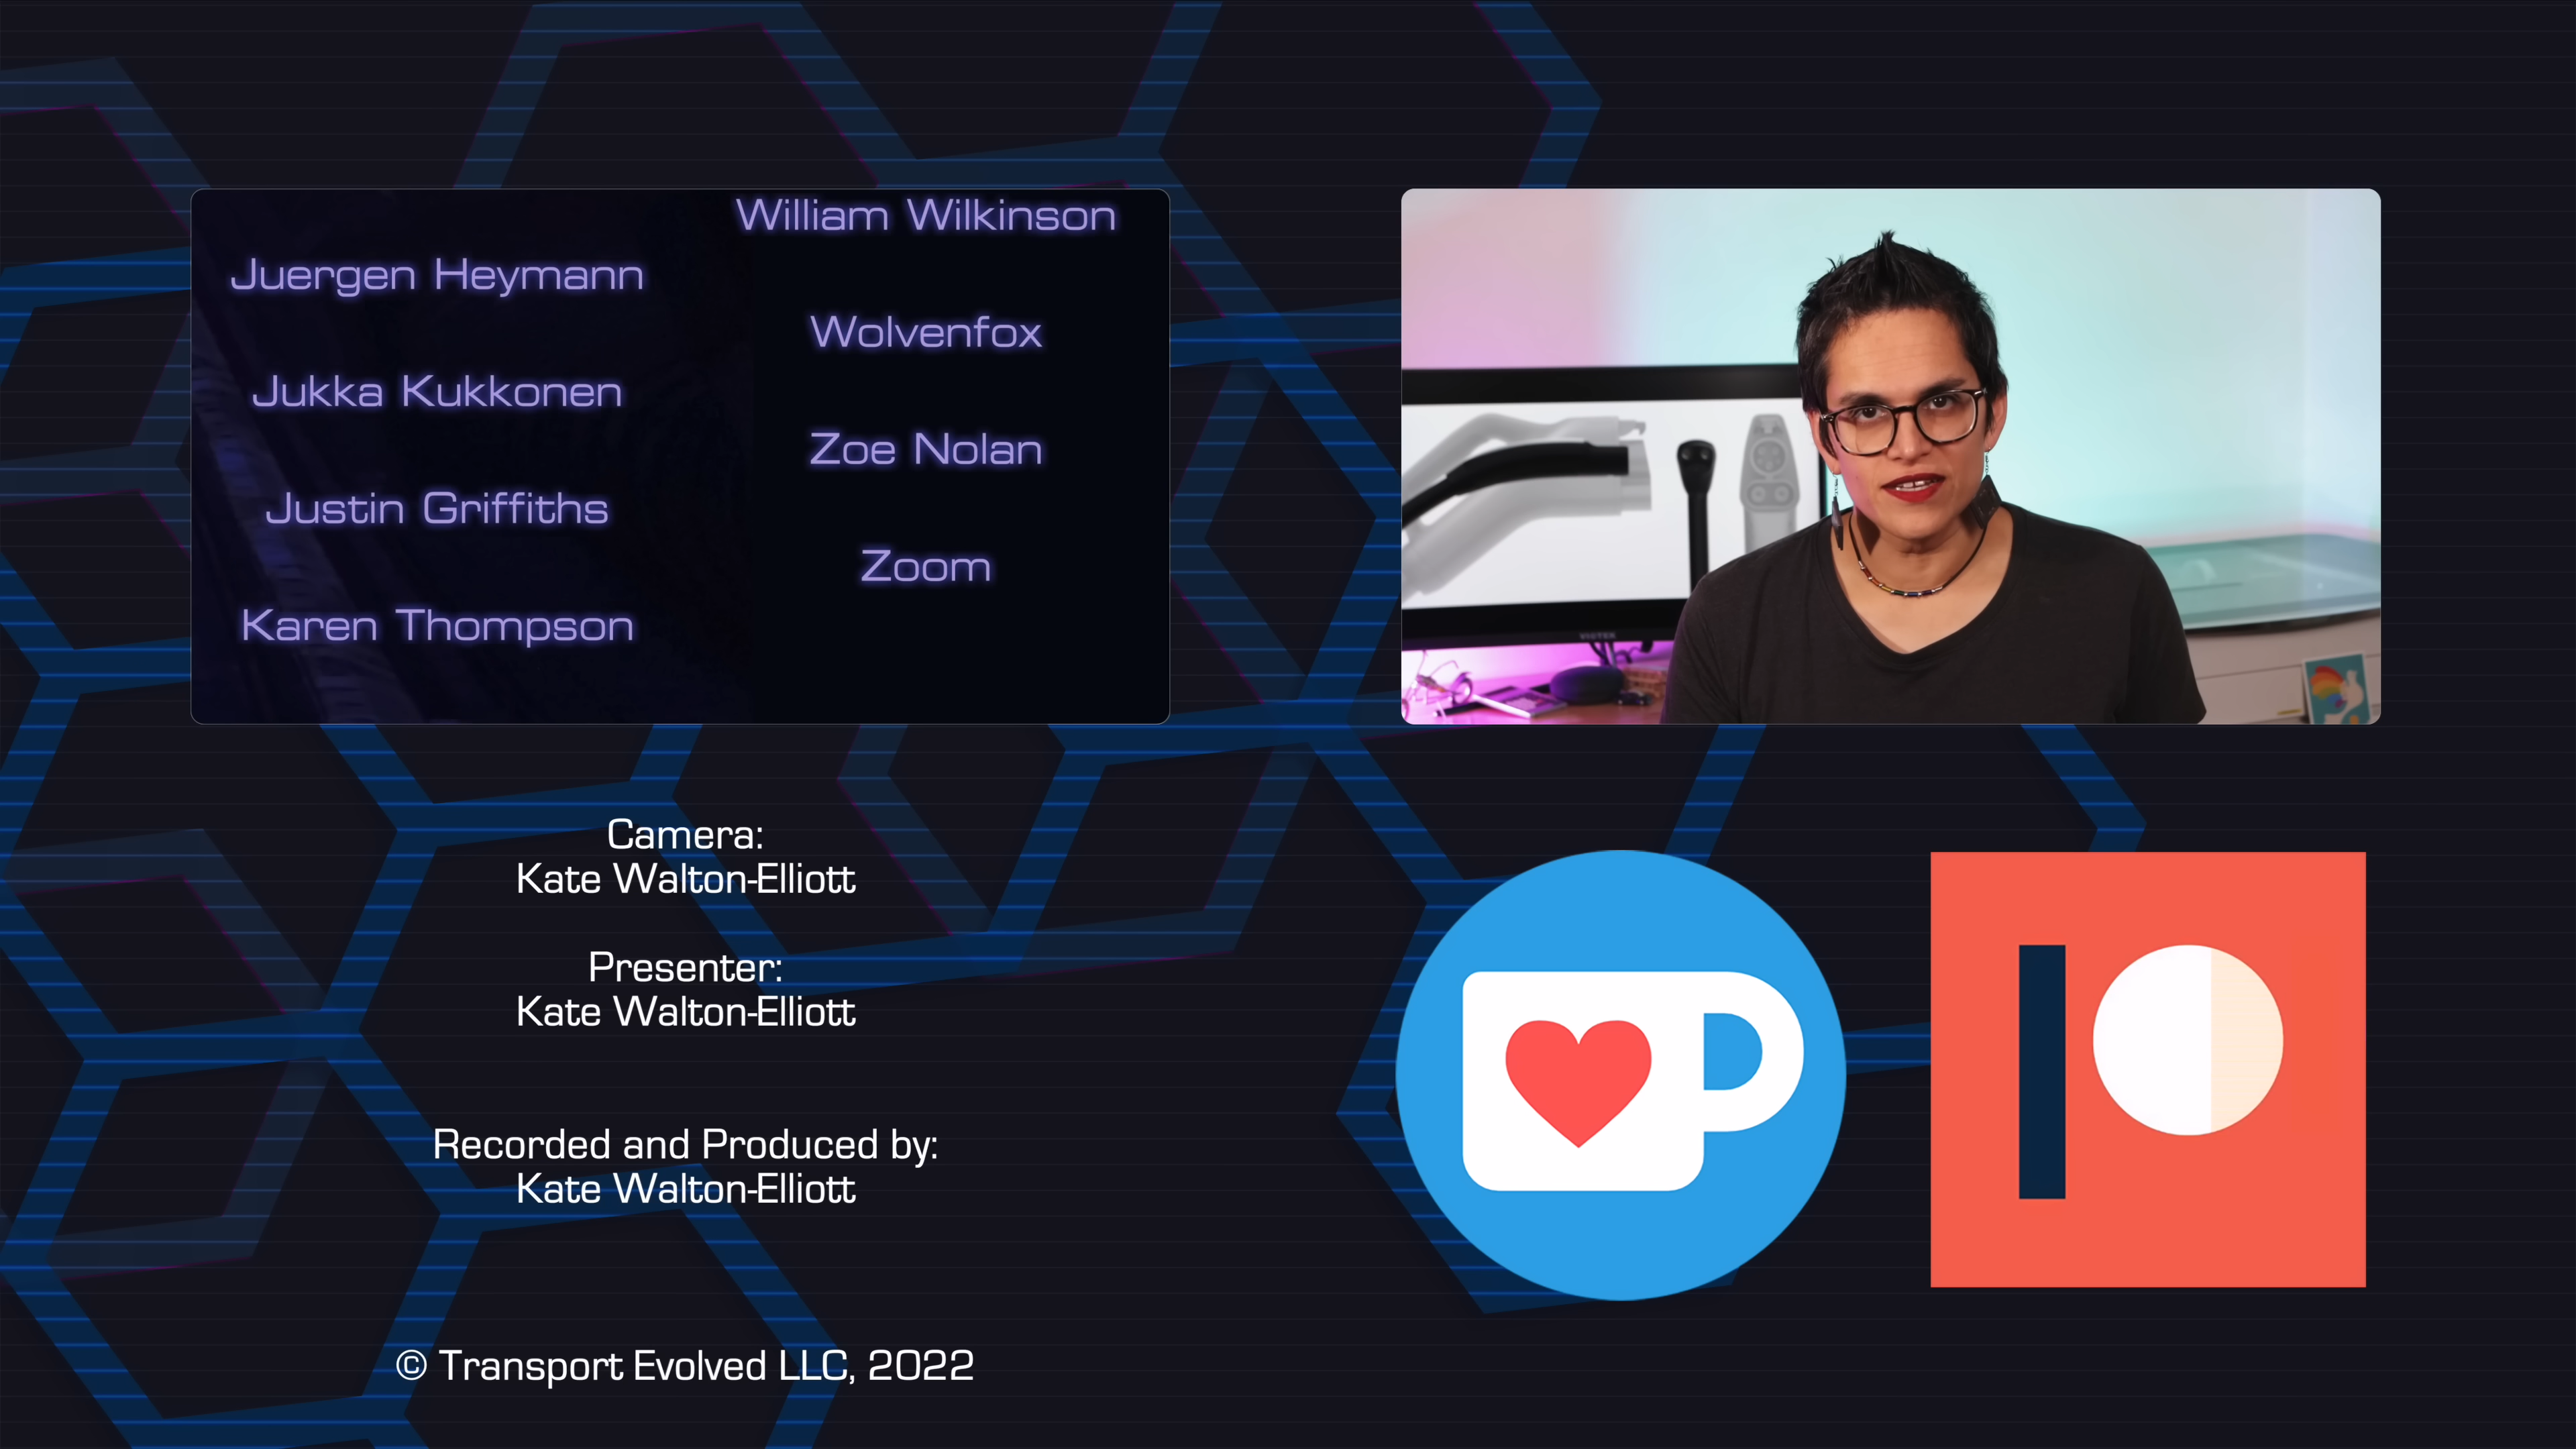 William Wilkinson
Juergen Heymann
Wolvenfox
Jukka Kukkonen
Zoe Nolan
Justin Griffiths
Zoom
Karen Thompson
Camera:
Kate Walton-Elliott
Presenter:
Kate Walton-Elliott
Recorded and Produced by:
Kate Walton-Elliott
© Transport Evolved LLC, 2022